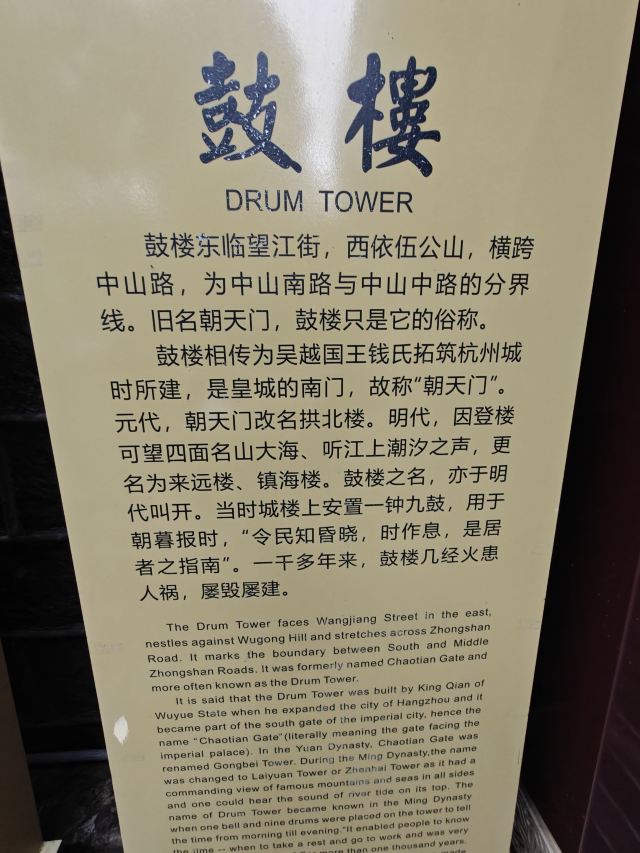 鼓楼
DRUM TOWER
鼓楼东临望江街，西依伍公山，横跨
中山路，为中山南路与中山中路的分界
线。旧名朝天门，鼓楼只是它的俗称。
鼓楼相传为吴越国王钱氏拓筑杭州城
时所建，是皇城的南门，故称“朝天门”。
元代，朝天门改名拱北楼。明代，因登楼
可望四面名山大海、听江上潮汐之声，更
名为来远楼、镇海楼。鼓楼之名，亦于明
代叫开。当时城楼上安置一钟九鼓，用于
朝暮报时，“令民知昏晓，时作息，是居
者之指南”。一千多年来，鼓楼几经火患
人祸，屡毁屡建。
The Drum Tower faces Wangjiang Street in the east,
nestles against Wugong Hill and stretches across Zhongshan
Road. It marks the boundary between South and Middle
Zhongshan Roads. It was formerly named Chaotian Gate and
more often known as the Drum Tower.
It is said that the Drum Tower was built by King Qian of
Wuyue State when he expanded the city of Hangzhou and it
became part of the south gate of the imperial city, hence the
name "Chaotian Gate"(literally meaning the gate facing the
imperial palace). In the Yuan Dynasty, Chaotian Gate was
renamed Gongbei Tower. During the Ming Dynasty,the name
was changed to Laiyuan Tower or Zhenhai Tower as it had a
commanding view of famous mountains and seas in all sides
and one could hear the sound of river tide on its top. The
name of Drum Tower became known in the Ming Dynasty
when one bell and nine drums were placed on the tower to tell
the time from morning till evening."It enabled people to know
the time -- when to take a rest and go to work and was very
more than one thousand years.